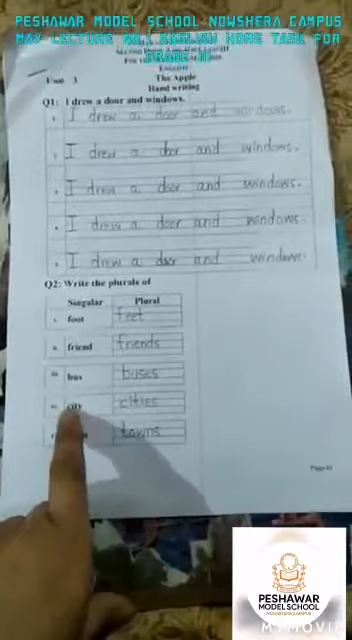 PESHAWAR MODEL SCHOOL NOWSHERA CAMPUS
MAY LECTURE NO.1 ENGLISH HOME TASK FOR
GRADE III
English
Unit 3
The Apple
Hand writing
Q1: I drew a door and windows.
I drew a door and windows.
I drew a door and windows.
I drew a door and windows.
I drew a door and windows.
I drew a door and windows.
Q2: Write the plurals of
Singular Plural
foot feet
friend friends
bus buses
city cities
towns
PESHAWAR
MODEL SCHOOL
NOWSHERA CAMPUS